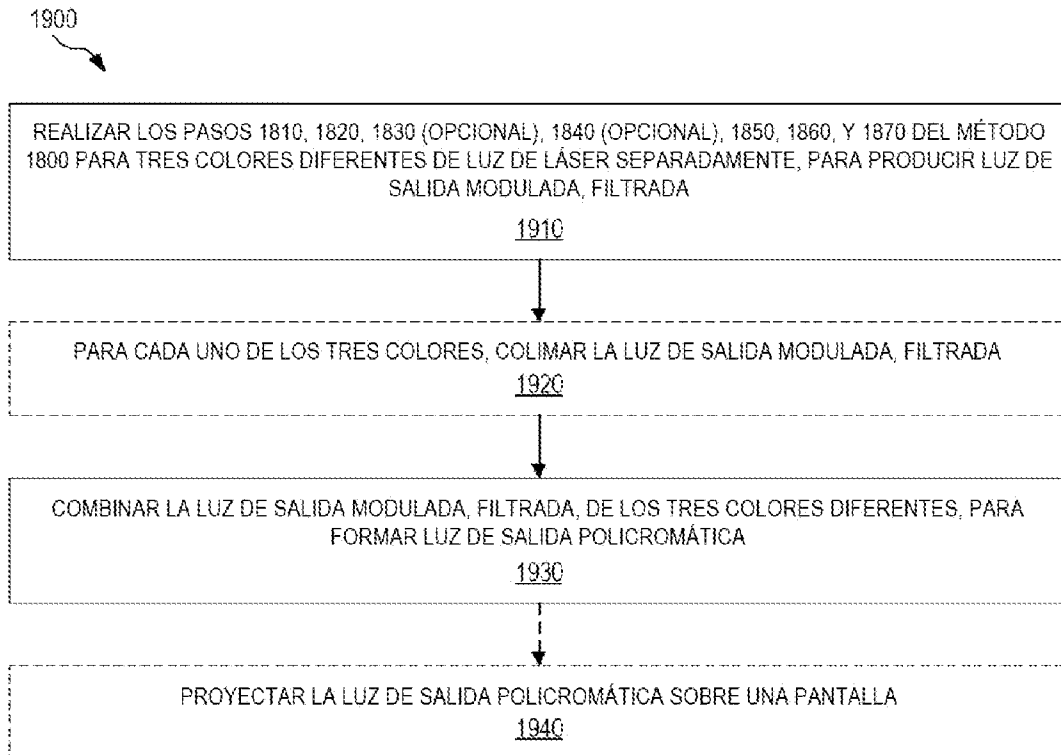 1900
REALIZAR LOS PASOS 1810, 1820, 1830 (OPCIONAL), 1840 (OPCIONAL), 1850, 1860, Y 1870 DEL MÉTODO
1800 PARA TRES COLORES DIFERENTES DE LUZ DE LÁSER SEPARADAMENTE, PARA PRODUCIR LUZ DE
SALIDA MODULADA, FILTRADA
1910
PARA CADA UNO DE LOS TRES COLORES, COLIMAR LA LUZ DE SALIDA MODULADA, FILTRADA
1920
COMBINAR LA LUZ DE SALIDA MODULADA, FILTRADA, DE LOS TRES COLORES DIFERENTES, PARA
FORMAR LUZ DE SALIDA POLICROMÁTICA
1930
PROYECTAR LA LUZ DE SALIDA POLICROMÁTICA SOBRE UNA PANTALLA
1940